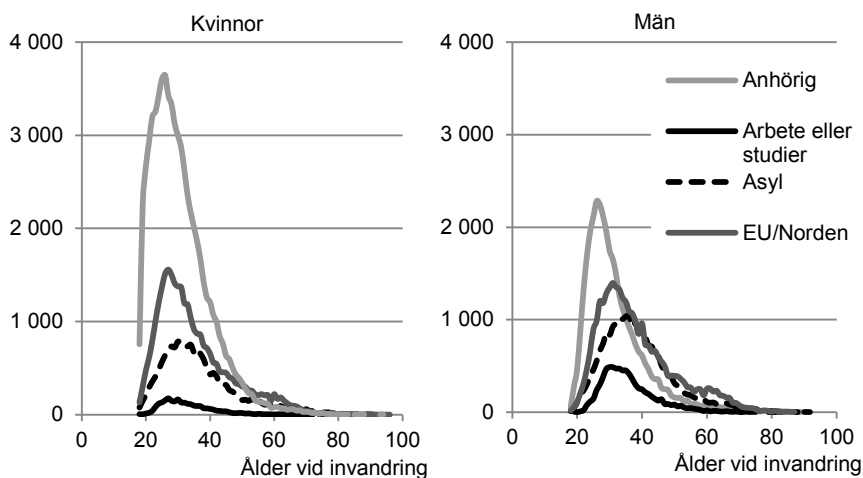 Kvinnor
4 000
3 000
2 000
1 000
0
0 20 40 60 80 100
Ålder vid invandring
Män
4 000
3 000
2 000
1 000
0
0 20 40 60 80 100
Ålder vid invandring
Anhörig
Arbete eller
studier
Asyl
EU/Norden